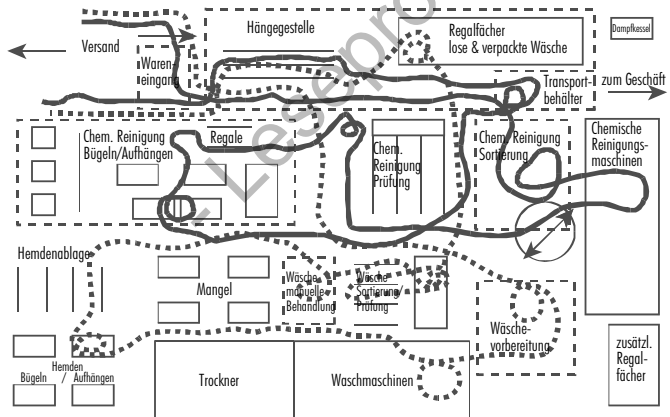 Versand
Hängegestelle
Regalfächer
lose & verpackte Wäsche
Dampfkessel
Waren-
eingang
Transport-
behälter
zum Geschäft
Chem. Reinigung
Bügeln/Aufhängen
Regale
Chem.
Reinigung
Prüfung
Chem. Reinigung
Sortierung
Chemische
Reinigungs-
maschinen
Hemdenablage
Mangel
Wäsche
manuelle
Behandlung
Wäsche
Sortierung/
Prüfung
Wäsche-
vorbereitung
Hemden
Bügeln / Aufhängen
Trockner
Waschmaschinen
zusätzl.
Regal-
fächer
- Lesepro